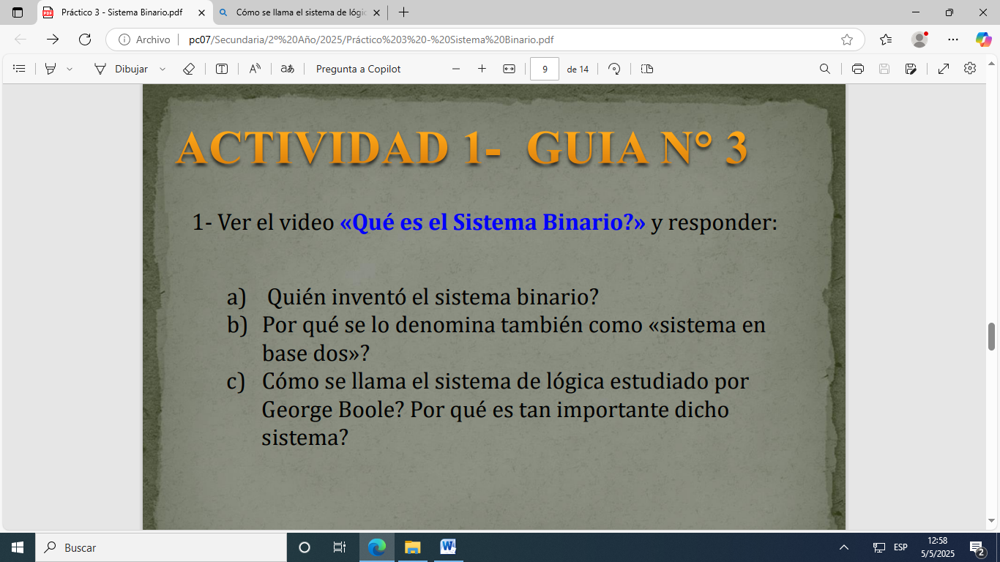 Práctico 3 - Sistema Binario.pdf
Cómo se llama el sistema de lógic
Archivo
pc07/Secundaria/2º%20Año/2025/Práctico%203%20-%20Sistema%20Binario.pdf
Dibujar
aあ
Pregunta a Copilot
9
de 14
ACTIVIDAD 1- GUIA N° 3
1- Ver el video «Qué es el Sistema Binario?» y responder:
a) Quién inventó el sistema binario?
b) Por qué se lo denomina también como «sistema en
base dos»?
c) Cómo se llama el sistema de lógica estudiado por
George Boole? Por qué es tan importante dicho
sistema?
Buscar
ESP
12:58
5/5/2025
2